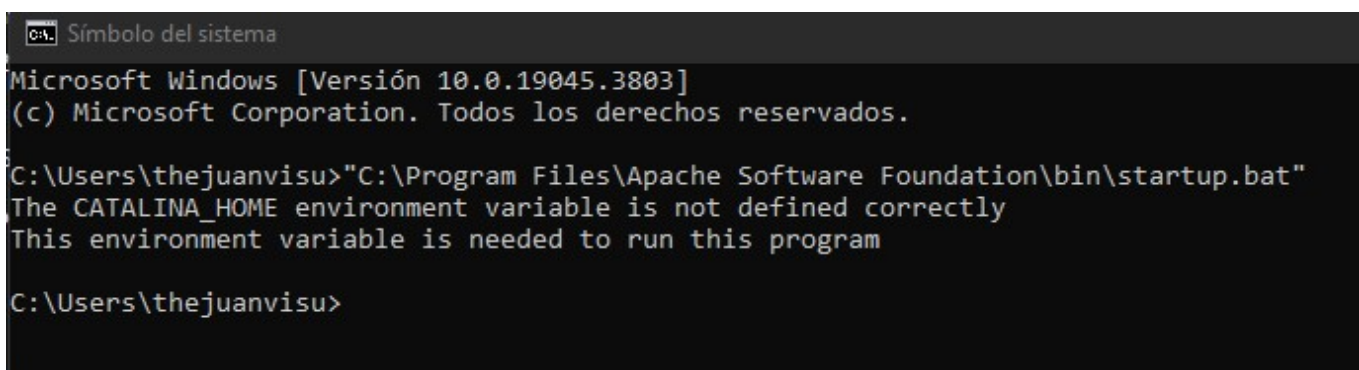 Símbolo del sistema
Microsoft Windows [Versión 10.0.19045.3803]
(c) Microsoft Corporation. Todos los derechos reservados.
C:\Users\thejuanvisu>"C:\Program Files\Apache Software Foundation\bin\startup.bat"
The CATALINA_HOME environment variable is not defined correctly
This environment variable is needed to run this program
C:\Users\thejuanvisu>